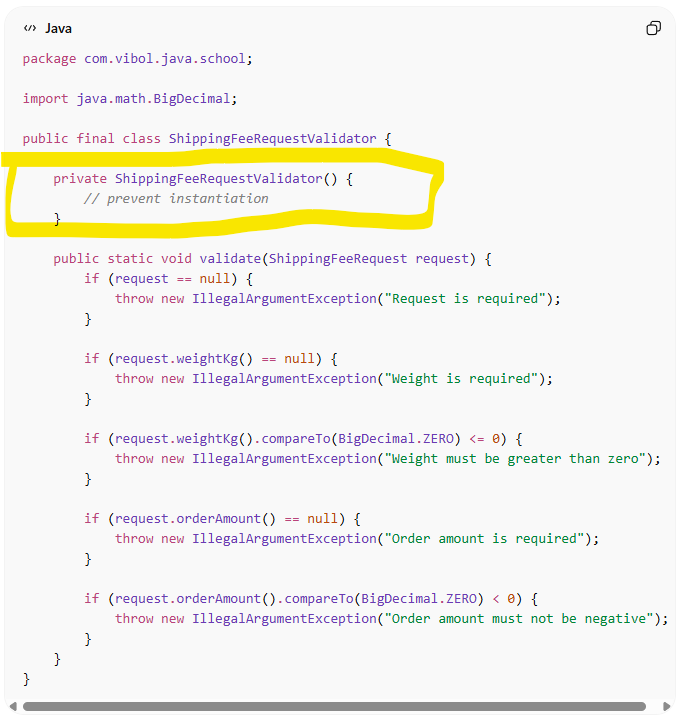 Java
package com.vibol.java.school;
import java.math.BigDecimal;
public final class ShippingFeeRequestValidator {
private ShippingFeeRequestValidator() {
// prevent instantiation
}
public static void validate(ShippingFeeRequest request) {
if (request == null) {
throw new IllegalArgumentException("Request is required");
}
if (request.weightKg() == null) {
throw new IllegalArgumentException("Weight is required");
}
if (request.weightKg().compareTo(BigDecimal.ZERO) <= 0) {
throw new IllegalArgumentException("Weight must be greater than zero");
}
if (request.orderAmount() == null) {
throw new IllegalArgumentException("Order amount is required");
}
if (request.orderAmount().compareTo(BigDecimal.ZERO) < 0) {
throw new IllegalArgumentException("Order amount must not be negative");
}
}
}